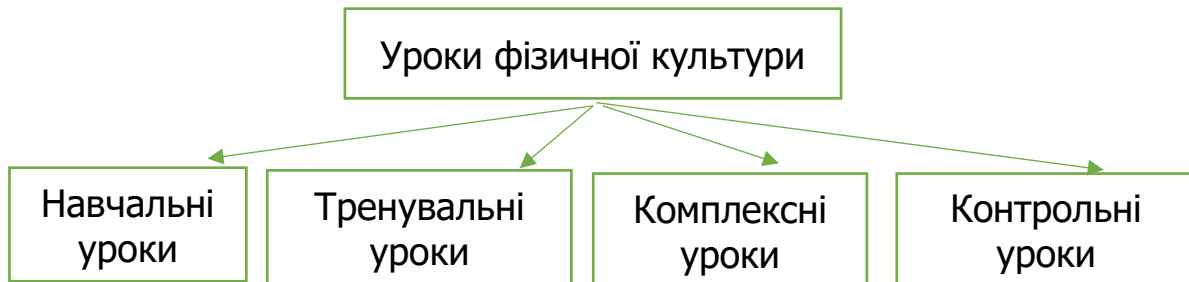 Уроки фізичної культури
Навчальні
уроки
Тренувальні
уроки
Комплексні
уроки
Контрольні
уроки